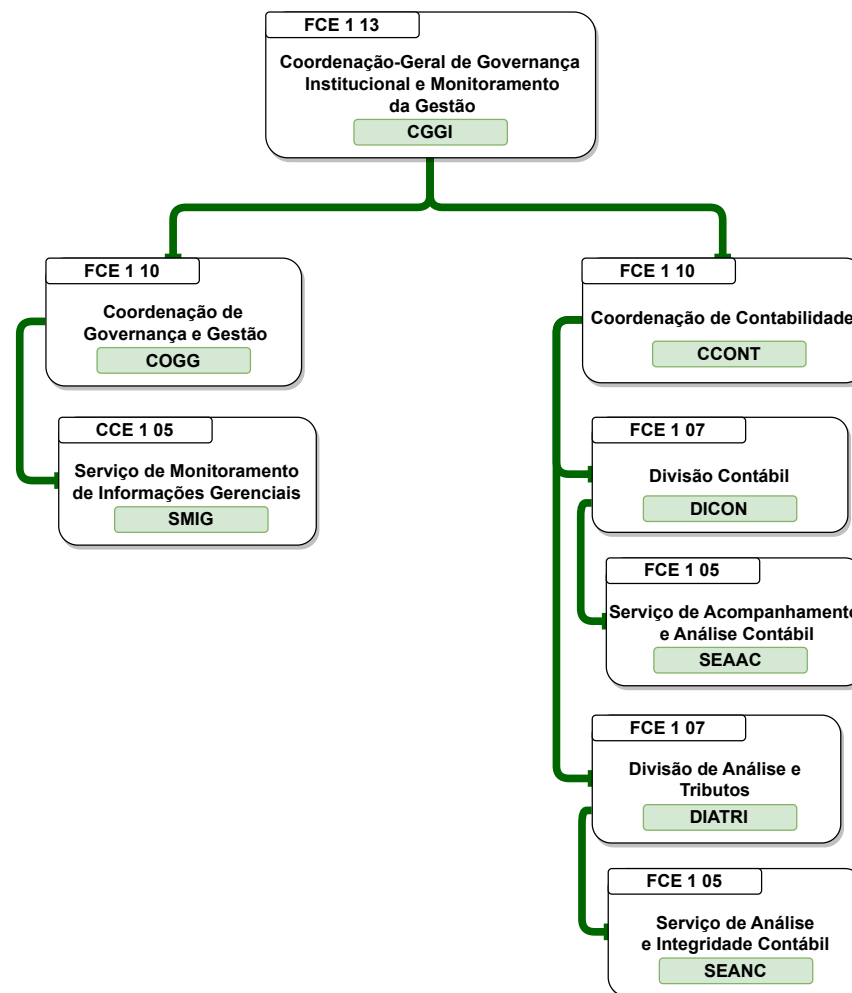 FCE 1 13
Coordenação-Geral de Governança
Institucional e Monitoramento
da Gestão
CGGI
FCE 1 10
Coordenação de
Governança e Gestão
COGG
CCE 1 05
Serviço de Monitoramento
de Informações Gerenciais
SMIG
FCE 1 10
Coordenação de Contabilidade
CCONT
FCE 1 07
Divisão Contábil
DICON
FCE 1 05
Serviço de Acompanhamento
e Análise Contábil
SEAAC
FCE 1 07
Divisão de Análise e
Tributos
DIATRI
FCE 1 05
Serviço de Análise
e Integridade Contábil
SEANC